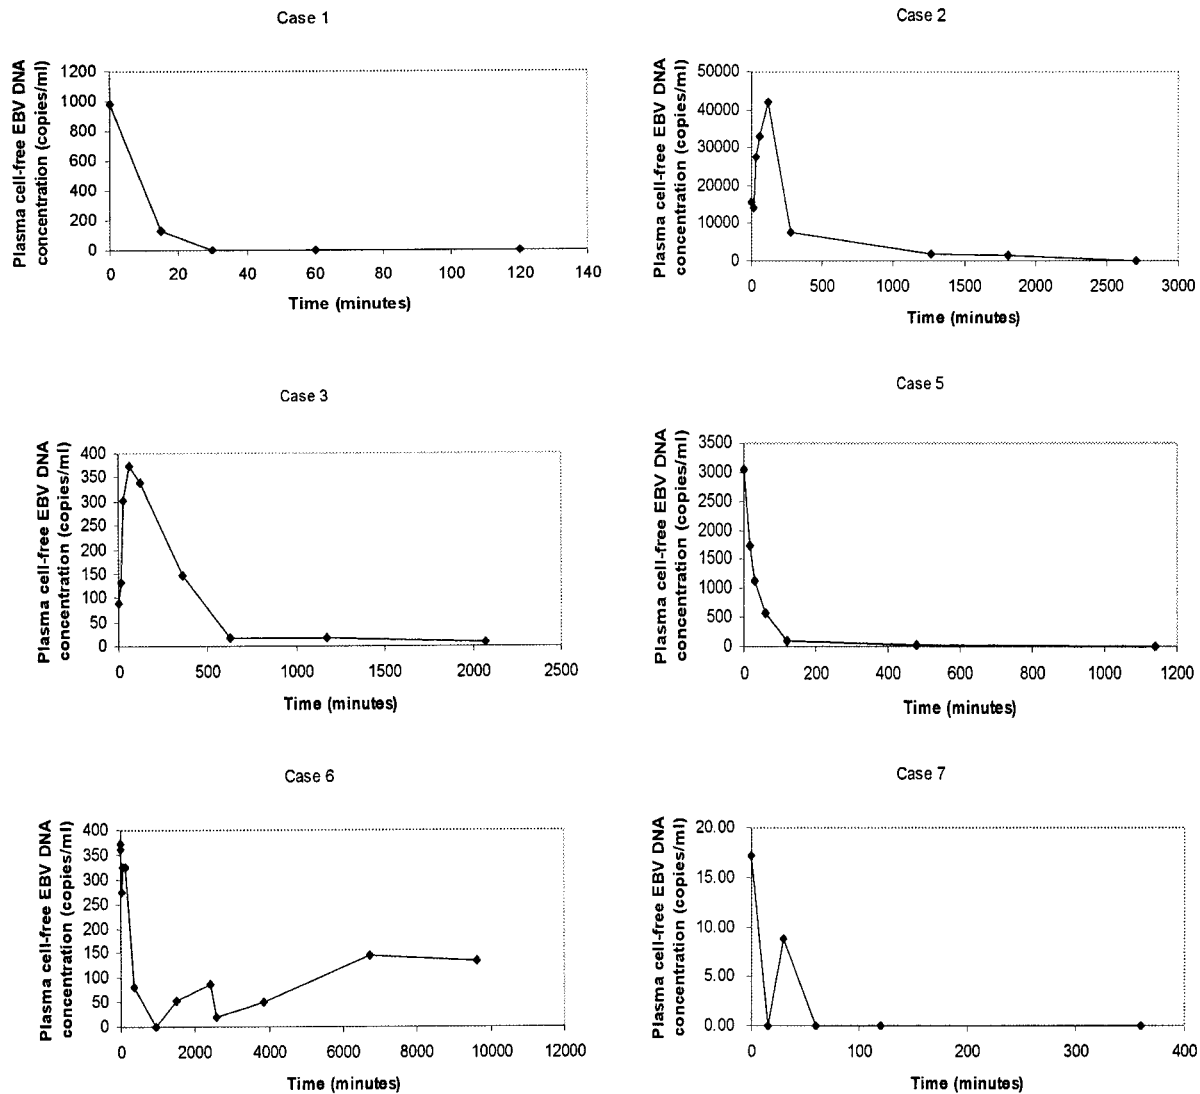 Case 1
Plasma cell-free EBV DNA
concentration (copies/ml)
1200
1000
800
600
400
200
0
0 20 40 60 80 100 120 140
Time (minutes)
Case 2
Plasma cell-free EBV DNA
concentration (copies/ml)
50000
40000
30000
20000
10000
0
0 500 1000 1500 2000 2500 3000
Time (minutes)
Case 3
Plasma cell-free EBV DNA
concentration (copies/ml)
400
350
300
250
200
150
100
50
0
0 500 1000 1500 2000 2500
Time (minutes)
Case 5
Plasma cell-free EBV DNA
concentration (copies/ml)
3500
3000
2500
2000
1500
1000
500
0
0 200 400 600 800 1000 1200
Time (minutes)
Case 6
Plasma cell-free EBV DNA
concentration (copies/ml)
400
350
300
250
200
150
100
50
0
0 2000 4000 6000 8000 10000 12000
Time (minutes)
Case 7
Plasma cell-free EBV DNA
concentration (copies/ml)
20.00
15.00
10.00
5.00
0.00
0 100 200 300 400
Time (minutes)